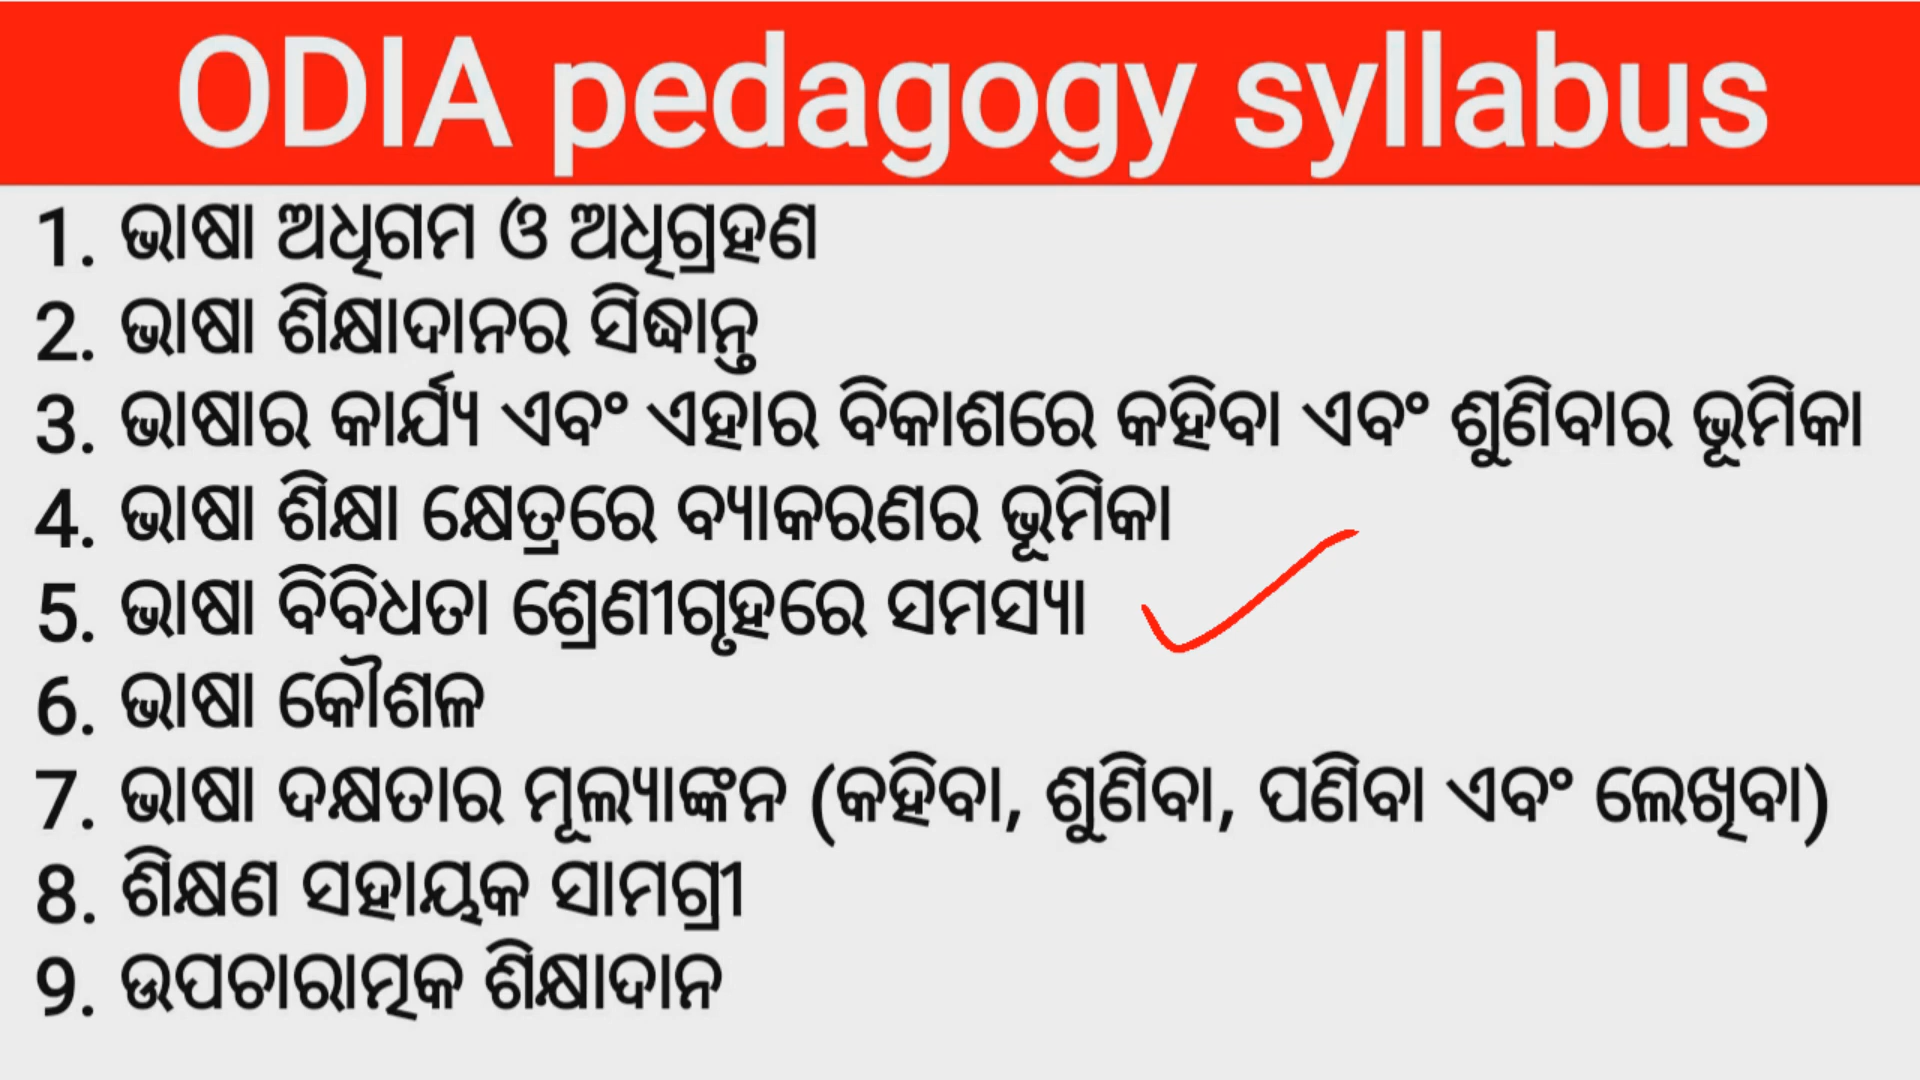 ODIA pedagogy syllabus
1. ଭାଷା ଅଧିଗମ ଓ ଅଧିଗ୍ରହଣ
2. ଭାଷା ଶିକ୍ଷାଦାନର ସିଦ୍ଧାନ୍ତ
3. ଭାଷାର କାର୍ଯ୍ୟ ଏବଂ ଏହାର ବିକାଶରେ କହିବା ଏବଂ ଶୁଣିବାର ଭୂମିକା
4. ଭାଷା ଶିକ୍ଷା କ୍ଷେତ୍ରରେ ବ୍ୟାକରଣର ଭୂମିକା
5. ଭାଷା ବିବିଧତା ଶ୍ରେଣୀଗୃହରେ ସମସ୍ୟା
6. ଭାଷା କୌଶଳ
7. ଭାଷା ଦକ୍ଷତାର ମୂଲ୍ୟାଙ୍କନ (କହିବା, ଶୁଣିବା, ପଣିବା ଏବଂ ଲେଖିବା)
8. ଶିକ୍ଷଣ ସହାୟକ ସାମଗ୍ରୀ
9. ଉପଚାରାତ୍ମକ ଶିକ୍ଷାଦାନ